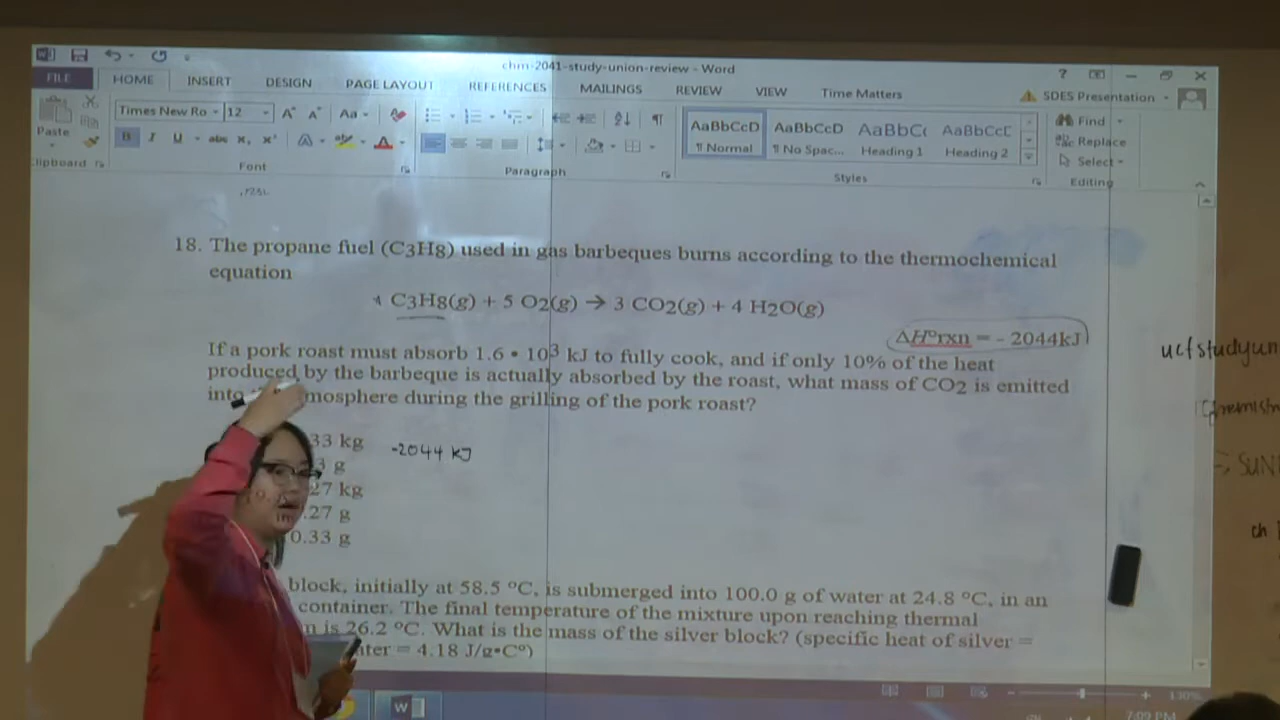 chm-2041-study-union-review - Word
FILE HOME INSERT DESIGN PAGE LAYOUT REFERENCES MAILINGS REVIEW VIEW Time Matters SDES Presentation
Paste Times New Ro 12 Aa AaBbCcD AaBbCcD AaBbC AaBbCcC Find
Replace
¶ Normal ¶ No Spac... Heading 1 Heading 2 Select
Clipboard Font Paragraph Styles Editing
18. The propane fuel (C3H8) used in gas barbeques burns according to the thermochemical
equation
1 C3H8(g) + 5 O2(g) → 3 CO2(g) + 4 H2O(g)
ΔH°rxn = - 2044kJ
If a pork roast must absorb 1.6 • 10³ kJ to fully cook, and if only 10% of the heat
produced by the barbeque is actually absorbed by the roast, what mass of CO2 is emitted
into mosphere during the grilling of the pork roast?
33 kg
-2044 kJ
3 g
27 kg
.27 g
0.33 g
block, initially at 58.5 °C, is submerged into 100.0 g of water at 24.8 °C, in an
container. The final temperature of the mixture upon reaching thermal
n is 26.2 °C. What is the mass of the silver block? (specific heat of silver =
ater = 4.18 J/g•C°)
ucfstudyun
130%
7:09 PM